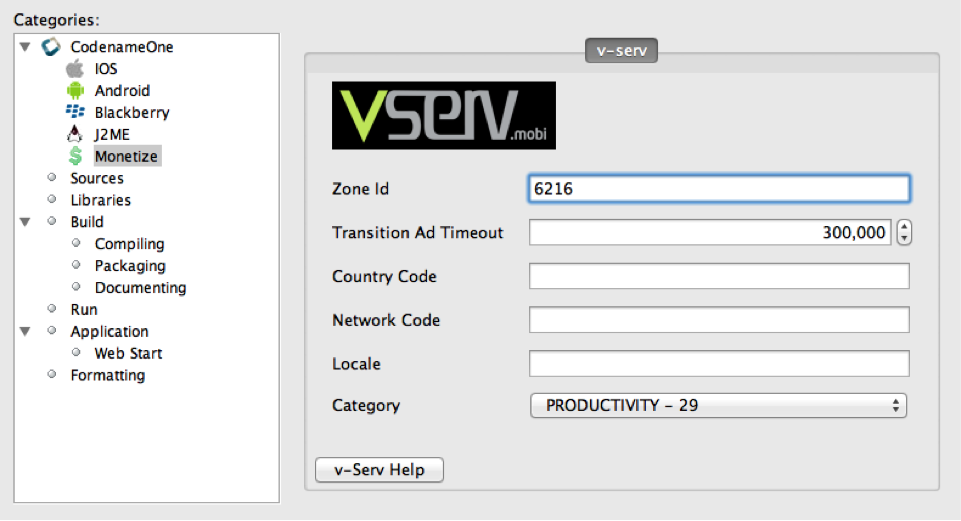 Categories:
CodenameOne
IOS
Android
Blackberry
J2ME
Monetize
Sources
Libraries
Build
Compiling
Packaging
Documenting
Run
Application
Web Start
Formatting
v-serv
vserv.mobi
Zone Id 6216
Transition Ad Timeout 300,000
Country Code
Network Code
Locale
Category PRODUCTIVITY - 29
v-Serv Help